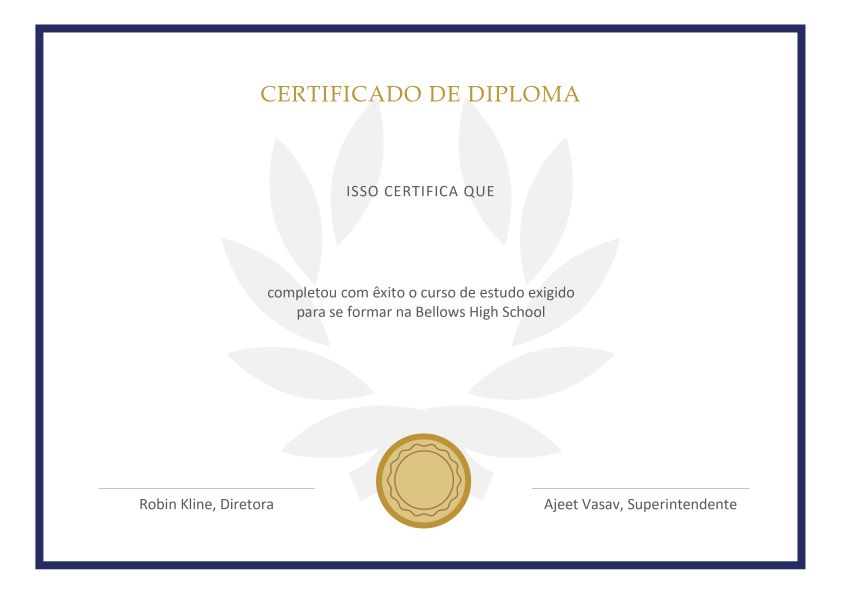 CERTIFICADO DE DIPLOMA
ISSO CERTIFICA QUE
completou com êxito o curso de estudo exigido
para se formar na Bellows High School
Robin Kline, Diretora
Ajeet Vasav, Superintendente